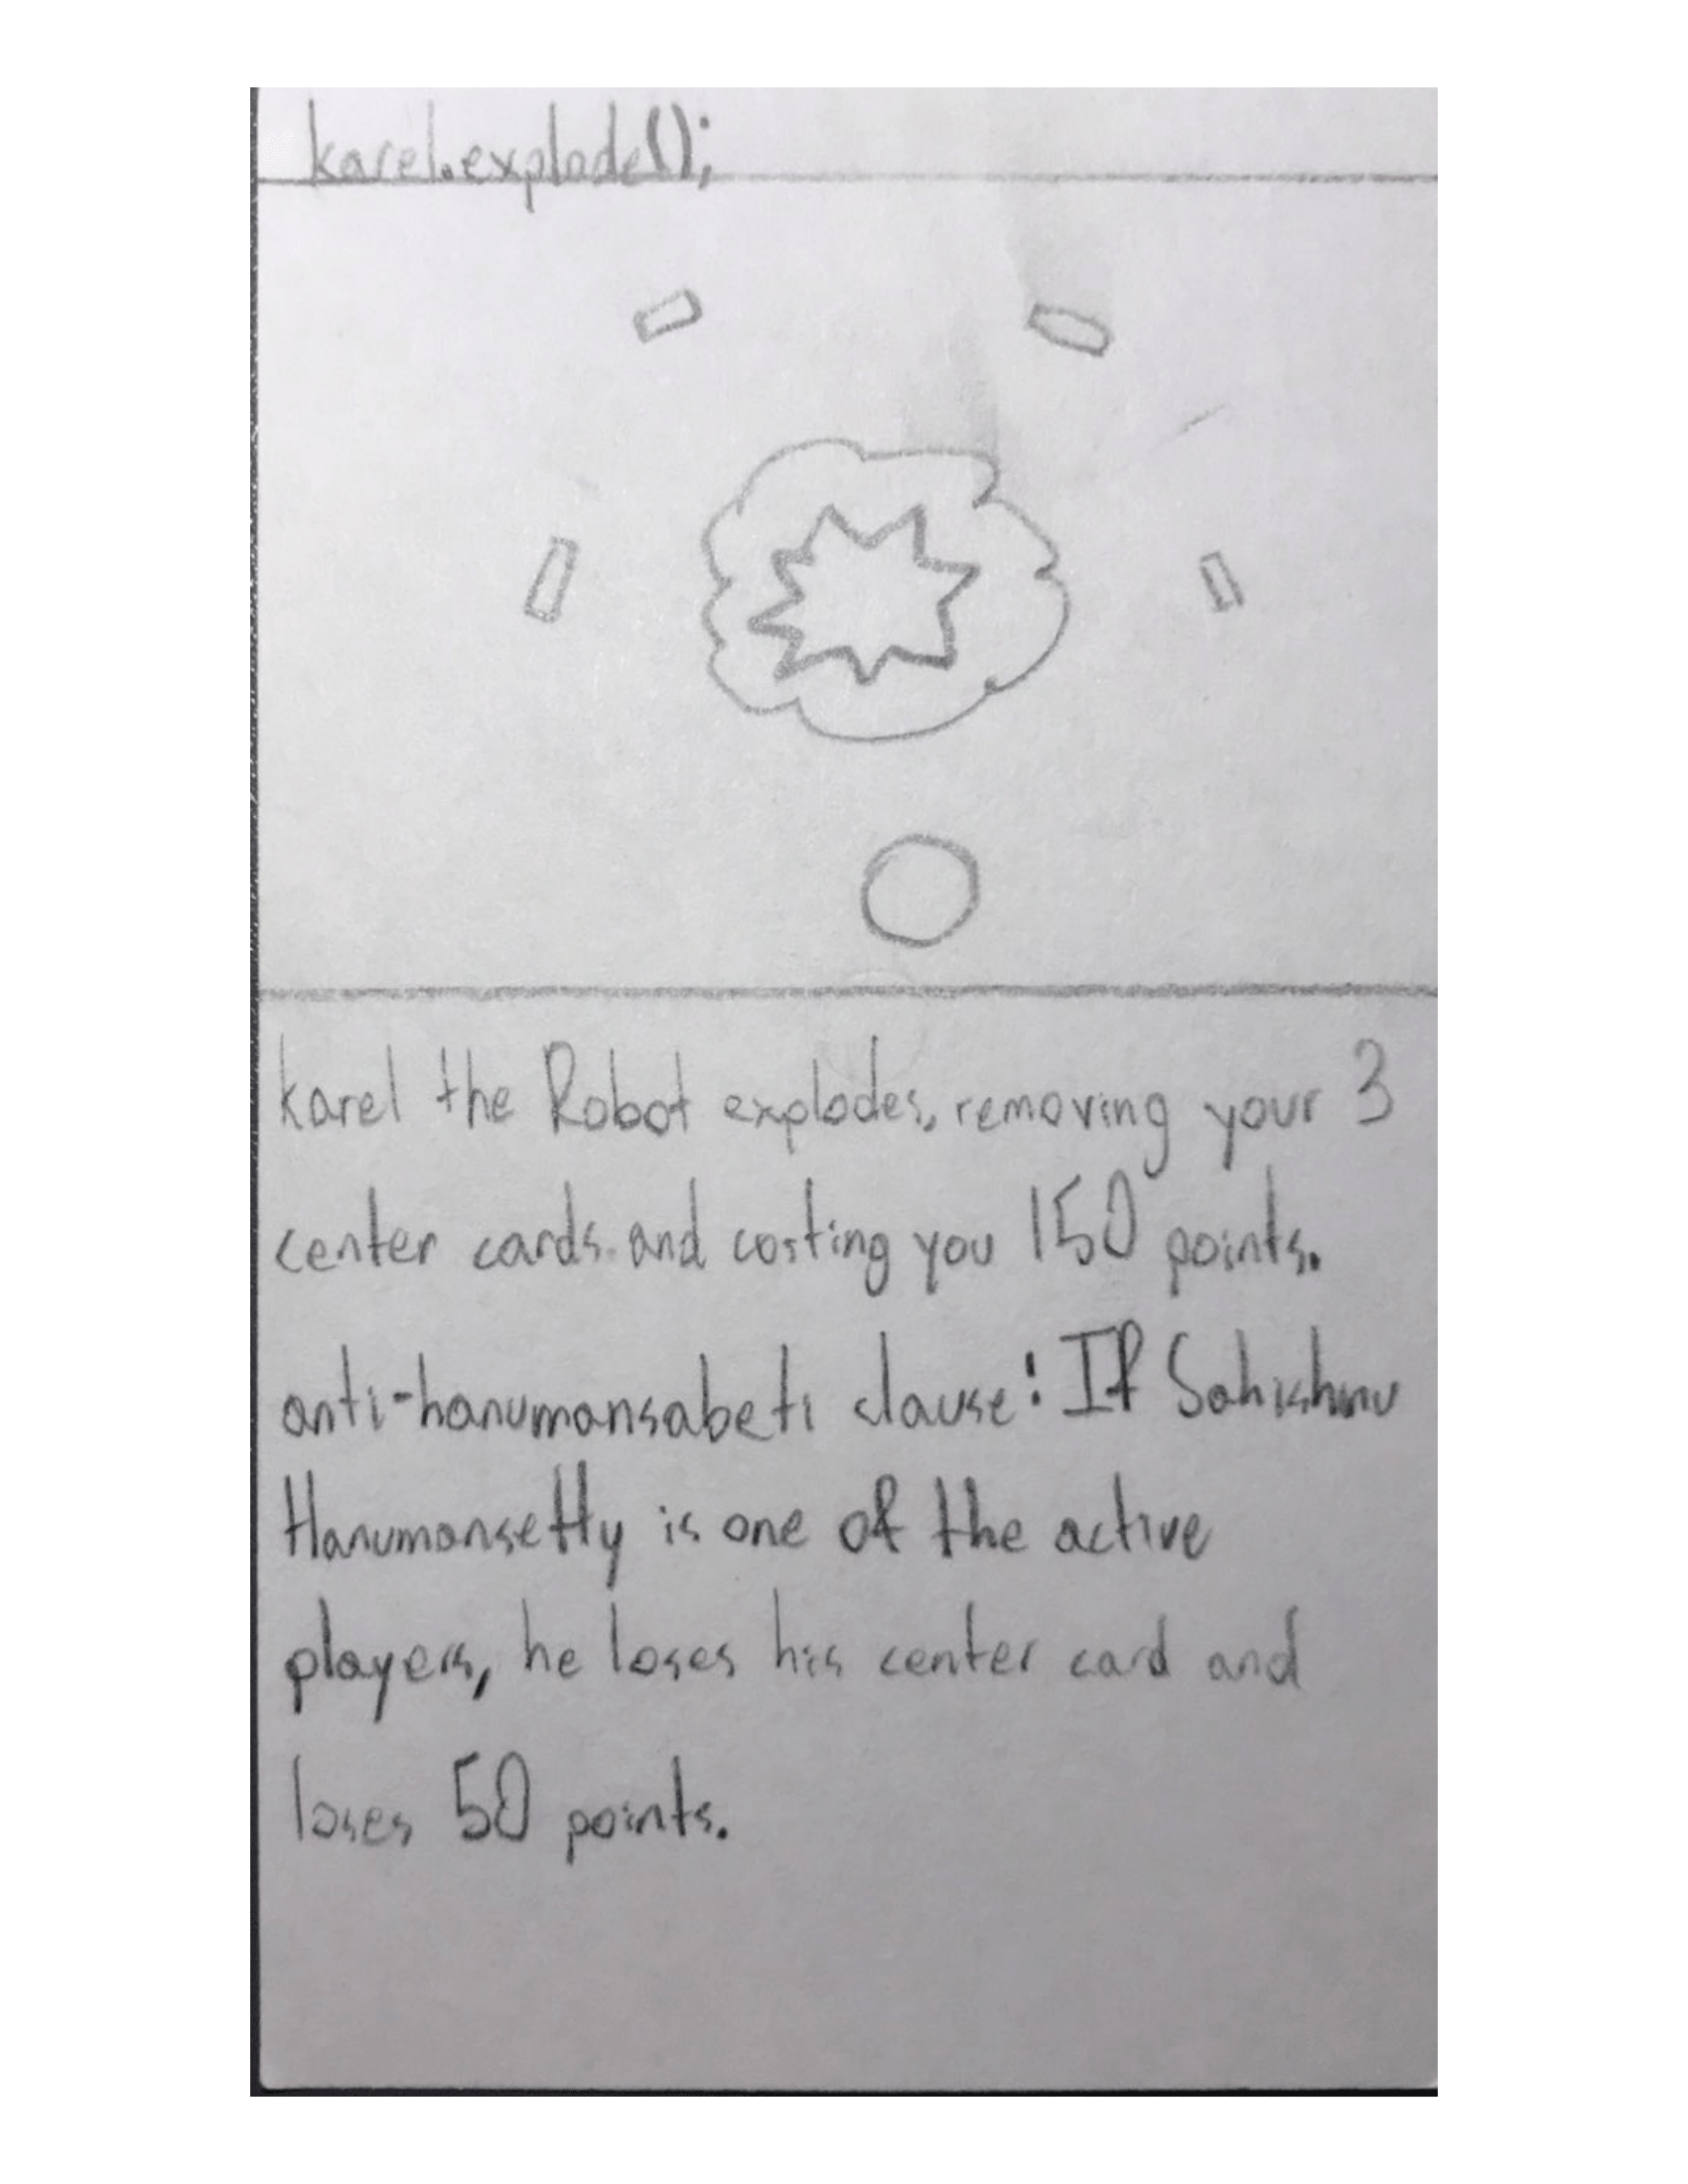 karel.explode();
karel the Robot explodes, removing your 3
center cards and costing you 150 points.
anti-hanumansabeti clause: If Sahishnu
Hanumansetty is one of the active
players, he loses his center card and
loses 50 points.